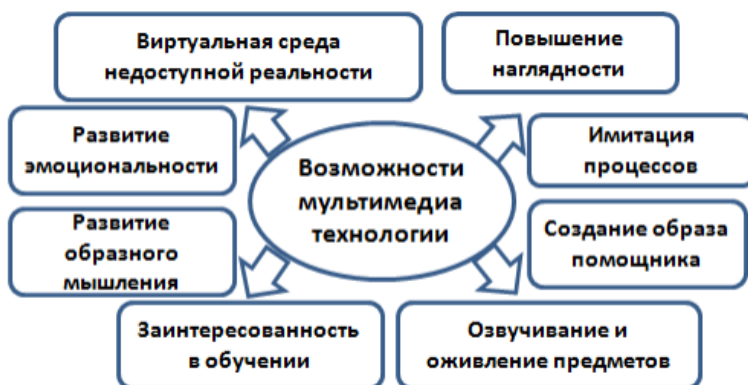 Виртуальная среда
недоступной реальности
Повышение
наглядности
Развитие
эмоциональности
Возможности
мультимедиа
технологии
Имитация
процессов
Развитие
образного
мышления
Создание образа
помощника
Заинтересованность
в обучении
Озвучивание и
оживление предметов